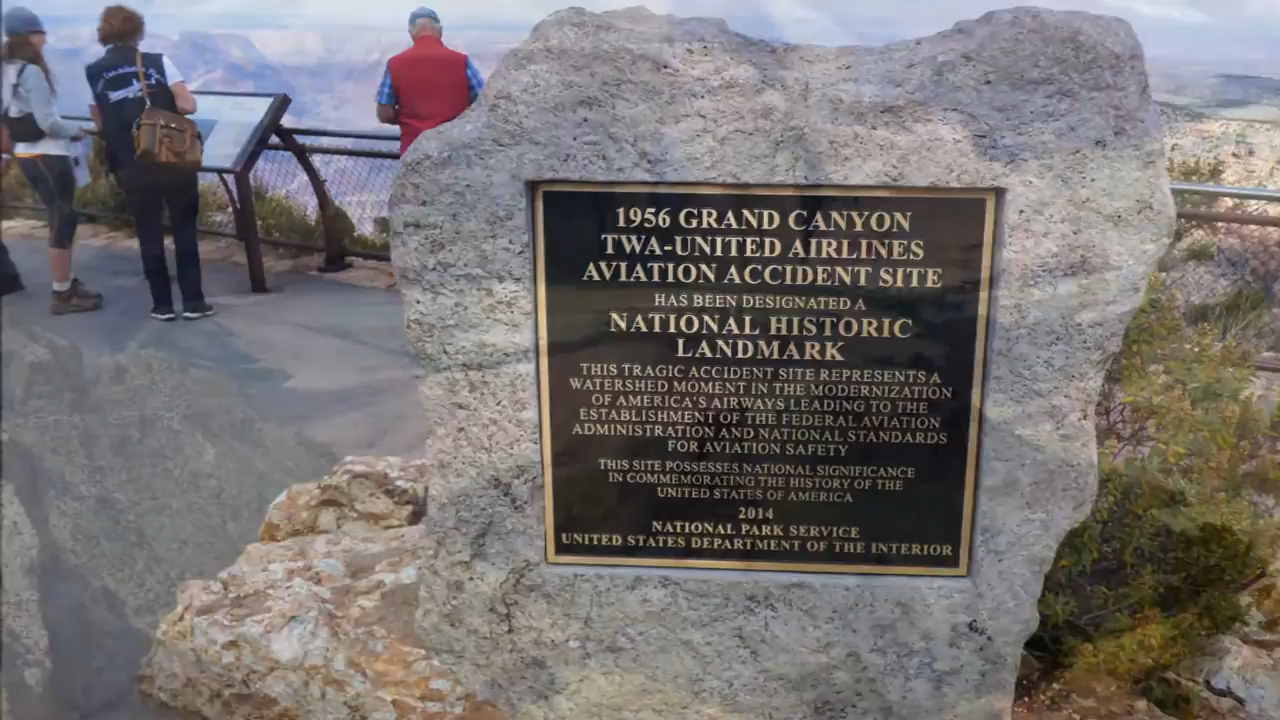 1956 GRAND CANYON
TWA-UNITED AIRLINES
AVIATION ACCIDENT SITE
HAS BEEN DESIGNATED A
NATIONAL HISTORIC
LANDMARK
THIS TRAGIC ACCIDENT SITE REPRESENTS A
WATERSHED MOMENT IN THE MODERNIZATION
OF AMERICA'S AIRWAYS LEADING TO THE
ESTABLISHMENT OF THE FEDERAL AVIATION
ADMINISTRATION AND NATIONAL STANDARDS
FOR AVIATION SAFETY
THIS SITE POSSESSES NATIONAL SIGNIFICANCE
IN COMMEMORATING THE HISTORY OF THE
UNITED STATES OF AMERICA
2014
NATIONAL PARK SERVICE
UNITED STATES DEPARTMENT OF THE INTERIOR